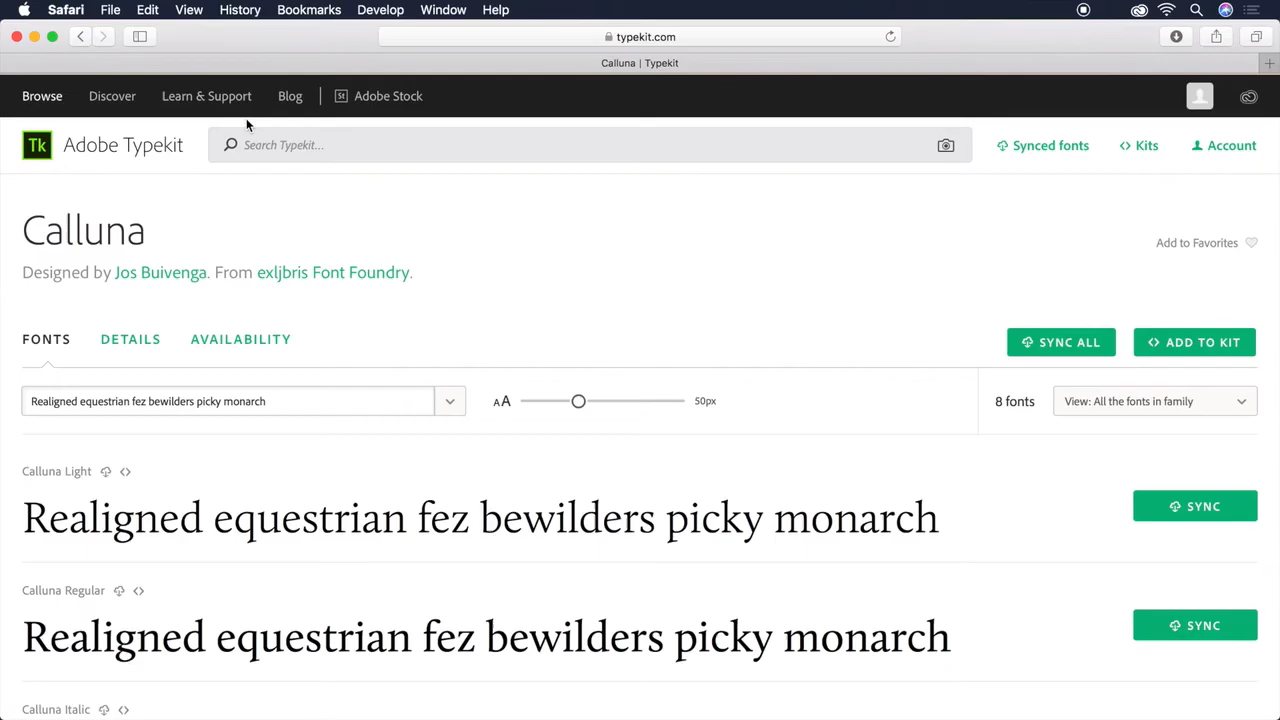 Safari File Edit View History Bookmarks Develop Window Help
typekit.com
Calluna | Typekit
Browse Discover Learn & Support Blog | St Adobe Stock
Tk Adobe Typekit Search Typekit... Synced fonts Kits Account
Calluna
Add to Favorites
Designed by Jos Buivenga. From exljbris Font Foundry.
FONTS DETAILS AVAILABILITY SYNC ALL ADD TO KIT
Realigned equestrian fez bewilders picky monarch AA 50px 8 fonts View: All the fonts in family
Calluna Light
Realigned equestrian fez bewilders picky monarch SYNC
Calluna Regular
Realigned equestrian fez bewilders picky monarch SYNC
Calluna Italic